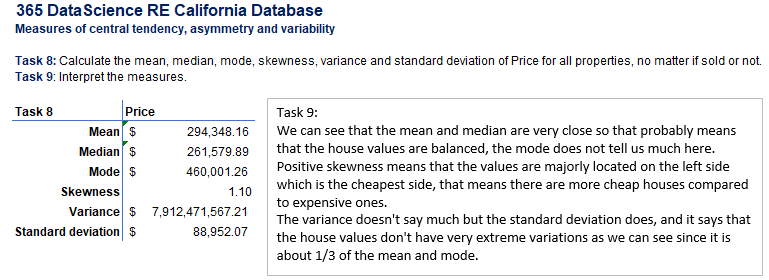 365 DataScience RE California Database
Measures of central tendency, asymmetry and variability
Task 8: Calculate the mean, median, mode, skewness, variance and standard deviation of Price for all properties, no matter if sold or not.
Task 9: Interpret the measures.
Task 8 Price
Mean $ 294,348.16
Median $ 261,579.89
Mode $ 460,001.26
Skewness 1.10
Variance $ 7,912,471,567.21
Standard deviation $ 88,952.07
Task 9:
We can see that the mean and median are very close so that probably means
that the house values are balanced, the mode does not tell us much here.
Positive skewness means that the values are majorly located on the left side
which is the cheapest side, that means there are more cheap houses compared
to expensive ones.
The variance doesn't say much but the standard deviation does, and it says that
the house values don't have very extreme variations as we can see since it is
about 1/3 of the mean and mode.